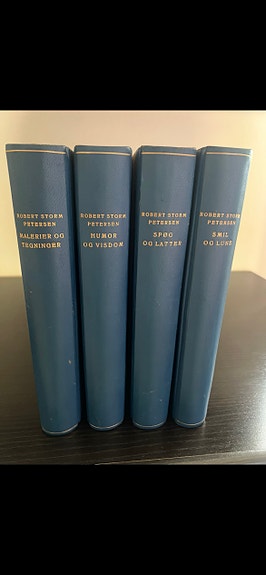 ROBERT STORM
PETERSEN
MALERIER OG
TEGNINGER
ROBERT STORM
PETERSEN
HUMOR
OG VISDOM
ROBERT STORM
PETERSEN
SPØG
OG LATTER
ROBERT STORM
PETERSEN
SMIL
OG LUNE